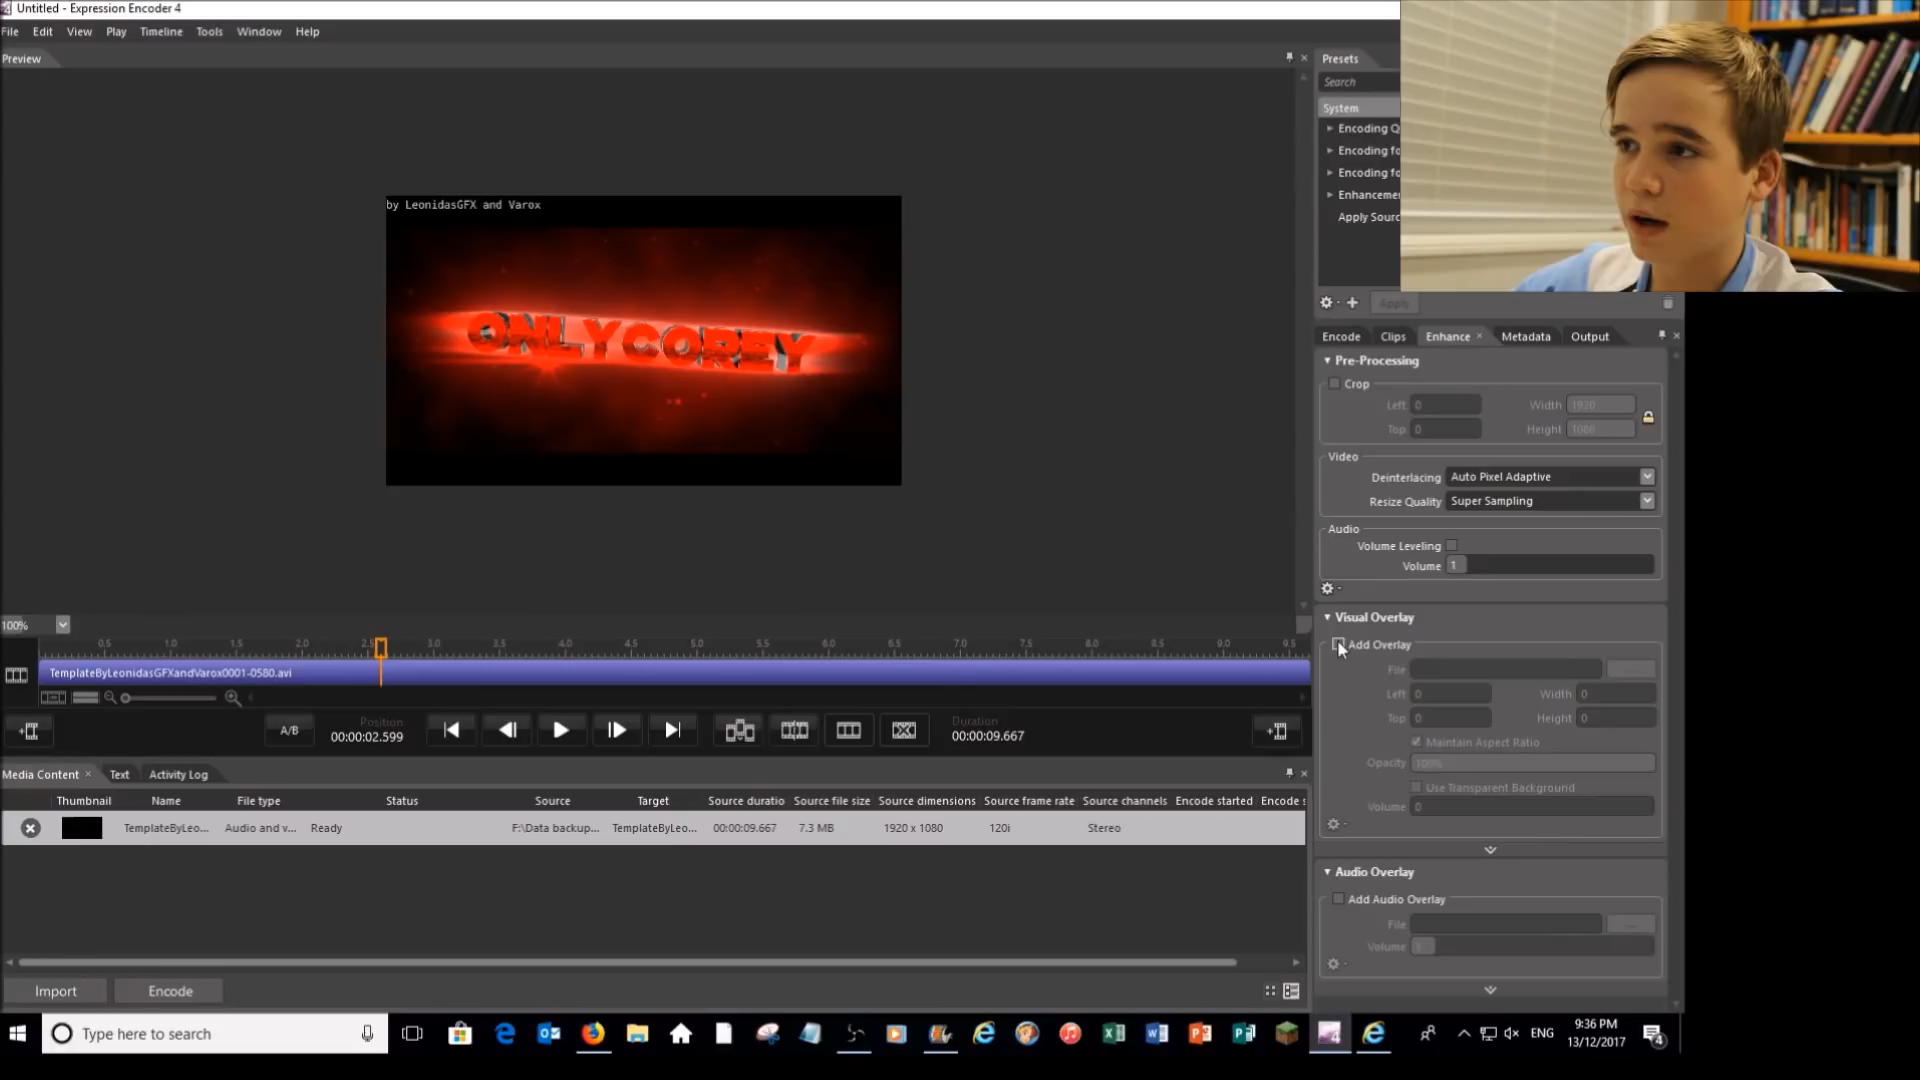 Untitled - Expression Encoder 4
File Edit View Play Timeline Tools Window Help
Preview
by LeonidasGFX and Varox
ONLYCOREY
Presets
Search
System
Encoding Q
Encoding fo
Encoding fo
Enhancemen
Apply Sourc
Apply
Encode Clips Enhance Metadata Output
Pre-Processing
Crop
Left 0 Width 1920
Top 0 Height 1080
Video
Deinterlacing Auto Pixel Adaptive
Resize Quality Super Sampling
Audio
Volume Leveling
Volume 1
Visual Overlay
Add Overlay
File
Left 0 Width 0
Top 0 Height 0
Maintain Aspect Ratio
Opacity 100%
Use Transparent Background
Volume 0
Audio Overlay
Add Audio Overlay
File
Volume 1
100%
0.5 1.0 1.5 2.0 2.5 3.0 3.5 4.0 4.5 5.0 5.5 6.0 6.5 7.0 7.5 8.0 8.5 9.0 9.5
TemplateByLeonidasGFXandVarox0001-0580.avi
A/B
Position
00:00:02.599
Duration
00:00:09.667
Media Content Text Activity Log
Thumbnail Name File type Status Source Target Source duratio Source file size Source dimensions Source frame rate Source channels Encode started Encode s
TemplateByLeo... Audio and v... Ready F:\Data backup... TemplateByLeo... 00:00:09.667 7.3 MB 1920 x 1080 120i Stereo
Import Encode
Type here to search
ENG
9:36 PM
13/12/2017
4